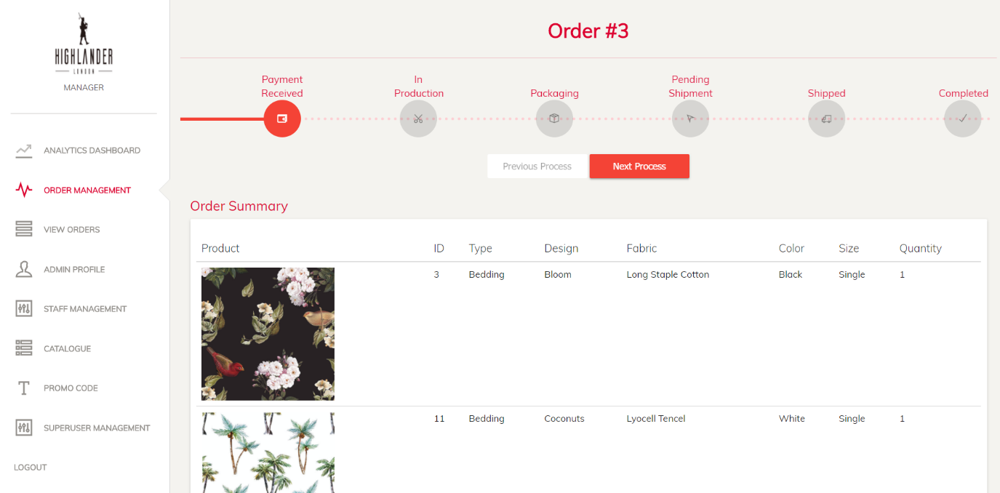 HIGHLANDER
LONDON
MANAGER
ANALYTICS DASHBOARD
ORDER MANAGEMENT
VIEW ORDERS
ADMIN PROFILE
STAFF MANAGEMENT
CATALOGUE
PROMO CODE
SUPERUSER MANAGEMENT
LOGOUT
Order #3
Payment
Received
In
Production
Packaging
Pending
Shipment
Shipped
Completed
Previous Process
Next Process
Order Summary
Product ID Type Design Fabric Color Size Quantity
3 Bedding Bloom Long Staple Cotton Black Single 1
11 Bedding Coconuts Lyocell Tencel White Single 1